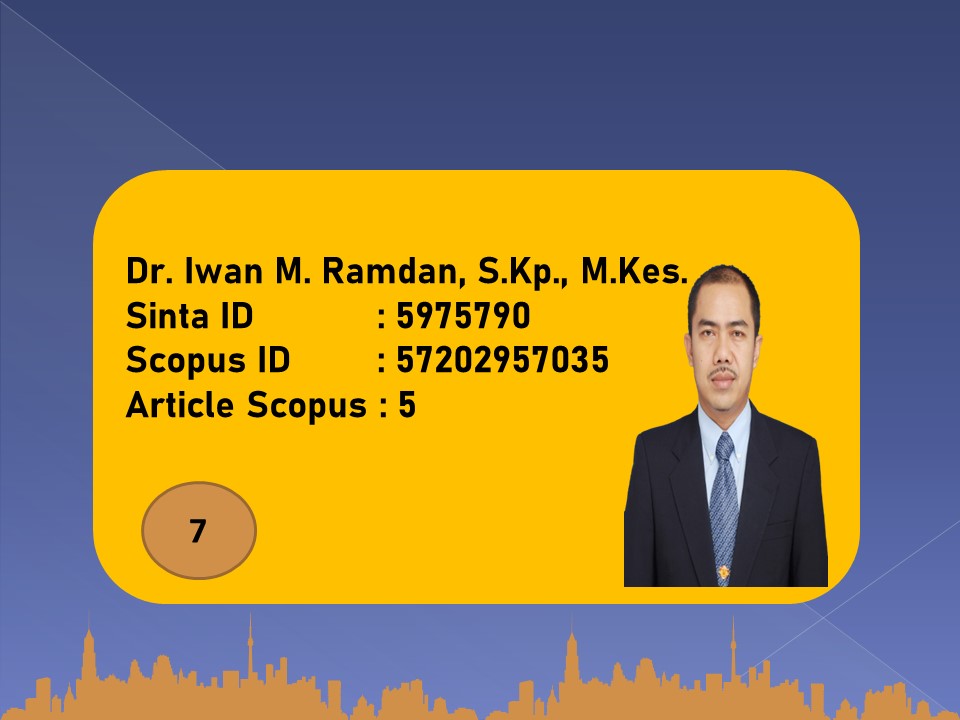 Dr. Iwan M. Ramdan, S.Kp., M.Kes.
Sinta ID : 5975790
Scopus ID : 57202957035
Article Scopus : 5
7